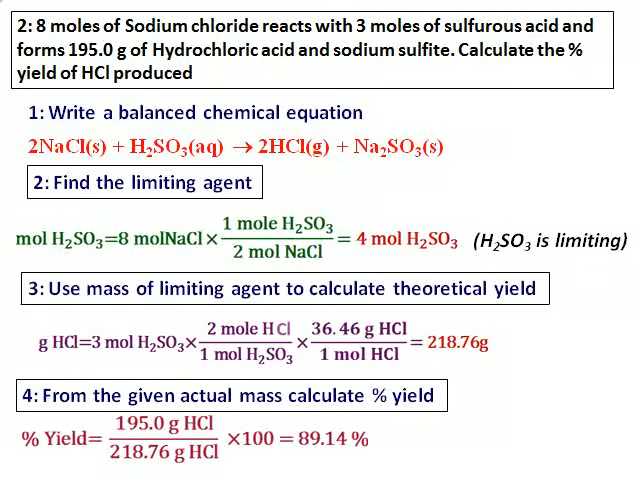 2: 8 moles of Sodium chloride reacts with 3 moles of sulfurous acid and
forms 195.0 g of Hydrochloric acid and sodium sulfite. Calculate the %
yield of HCl produced
1: Write a balanced chemical equation
2NaCl(s) + H₂SO₃(aq) → 2HCl(g) + Na₂SO₃(s)
2: Find the limiting agent
mol H₂SO₃=8 molNaCl × (1 mole H₂SO₃ / 2 mol NaCl) = 4 mol H₂SO₃ (H₂SO₃ is limiting)
3: Use mass of limiting agent to calculate theoretical yield
g HCl=3 mol H₂SO₃× (2 mole HCl / 1 mol H₂SO₃) × (36.46 g HCl / 1 mol HCl) = 218.76g
4: From the given actual mass calculate % yield
% Yield= (195.0 g HCl / 218.76 g HCl) ×100 = 89.14 %